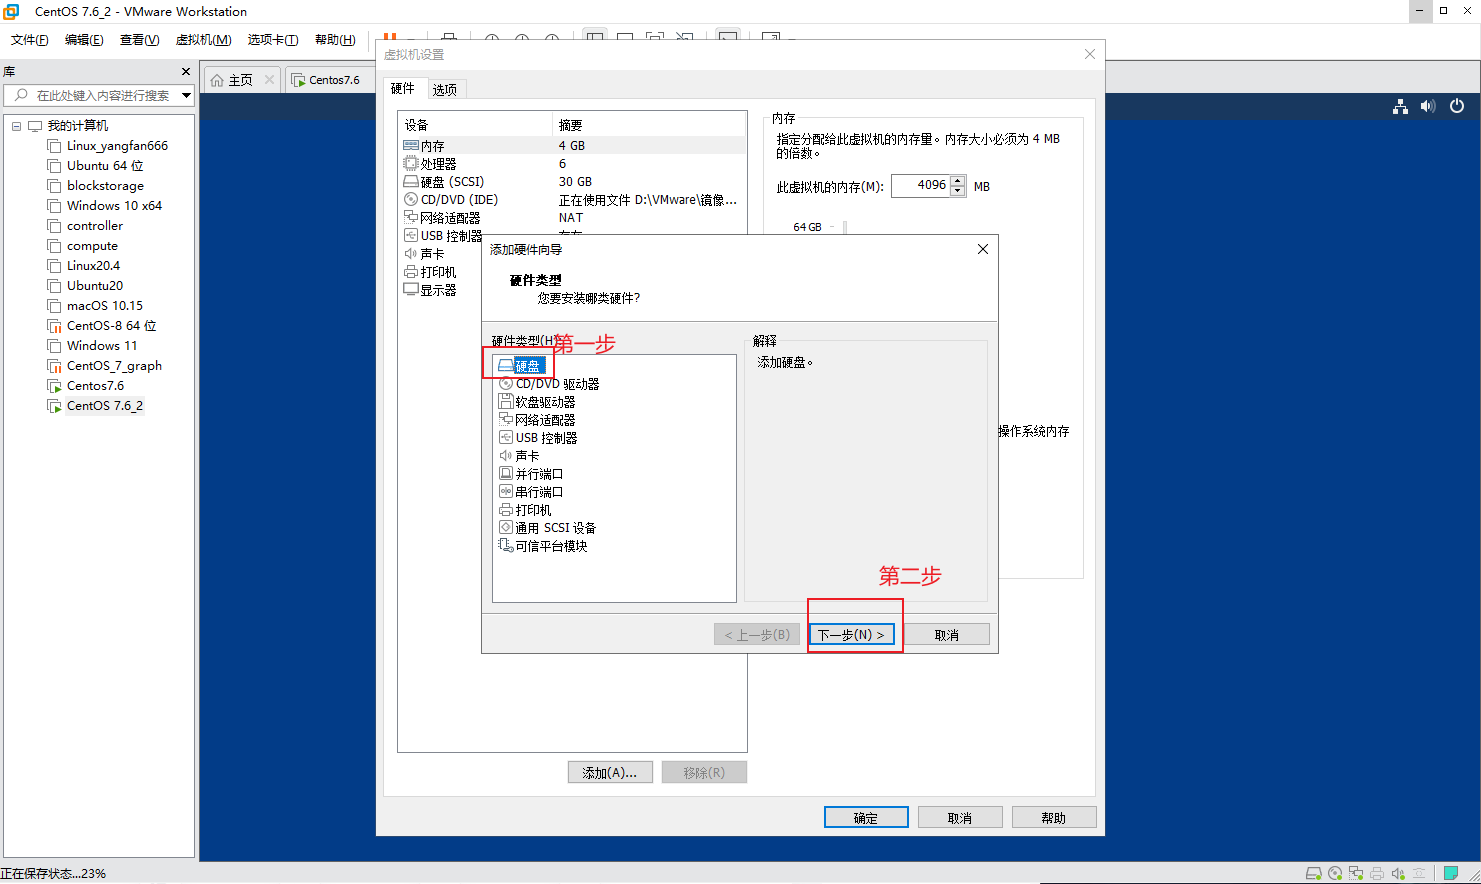 CentOS 7.6_2 - VMware Workstation
文件(F) 编辑(E) 查看(V) 虚拟机(M) 选项卡(T) 帮助(H)
库
在此处键入内容进行搜索
我的计算机
Linux_yangfan666
Ubuntu 64 位
blockstorage
Windows 10 x64
controller
compute
Linux20.4
Ubuntu20
macOS 10.15
CentOS-8 64 位
Windows 11
CentOS_7_graph
Centos7.6
CentOS 7.6_2
主页 Centos7.6
虚拟机设置
硬件 选项
设备 摘要
内存 4 GB
处理器 6
硬盘 (SCSI) 30 GB
CD/DVD (IDE) 正在使用文件 D:\VMware\镜像...
网络适配器 NAT
USB 控制器
声卡
打印机
显示器
内存
指定分配给此虚拟机的内存量。内存大小必须为 4 MB
的倍数。
此虚拟机的内存(M): 4096 MB
64 GB
操作系统内存
添加硬件向导
硬件类型
您要安装哪类硬件?
硬件类型(H
第一步
硬盘
CD/DVD 驱动器
软盘驱动器
网络适配器
USB 控制器
声卡
并行端口
串行端口
打印机
通用 SCSI 设备
可信平台模块
解释
添加硬盘。
第二步
< 上一步(B) 下一步(N) > 取消
添加(A)... 移除(R)
确定 取消 帮助
正在保存状态...23%